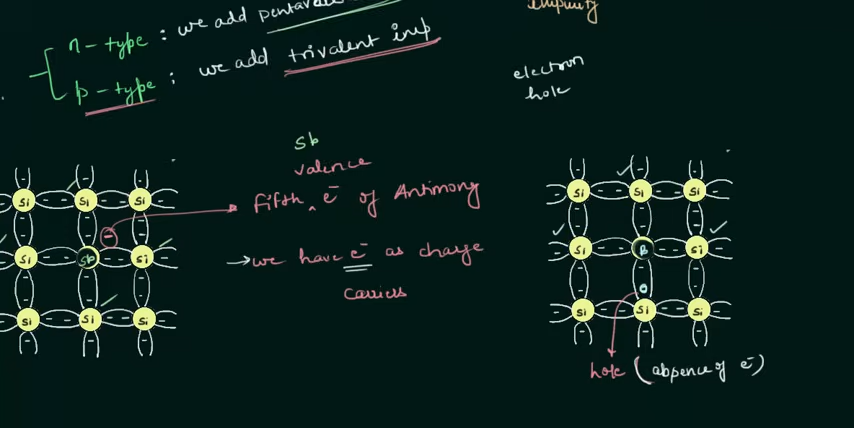 n-type : we add
impurity
p-type : we add trivalent imp
electron
hole
Sb
valence
fifth e⁻ of Antimony
→ we have e⁻ as charge
carriers
Si Si Si
Si Sb Si
Si Si Si
Si Si Si
Si B Si
Si Si Si
hole (abpence of e⁻)